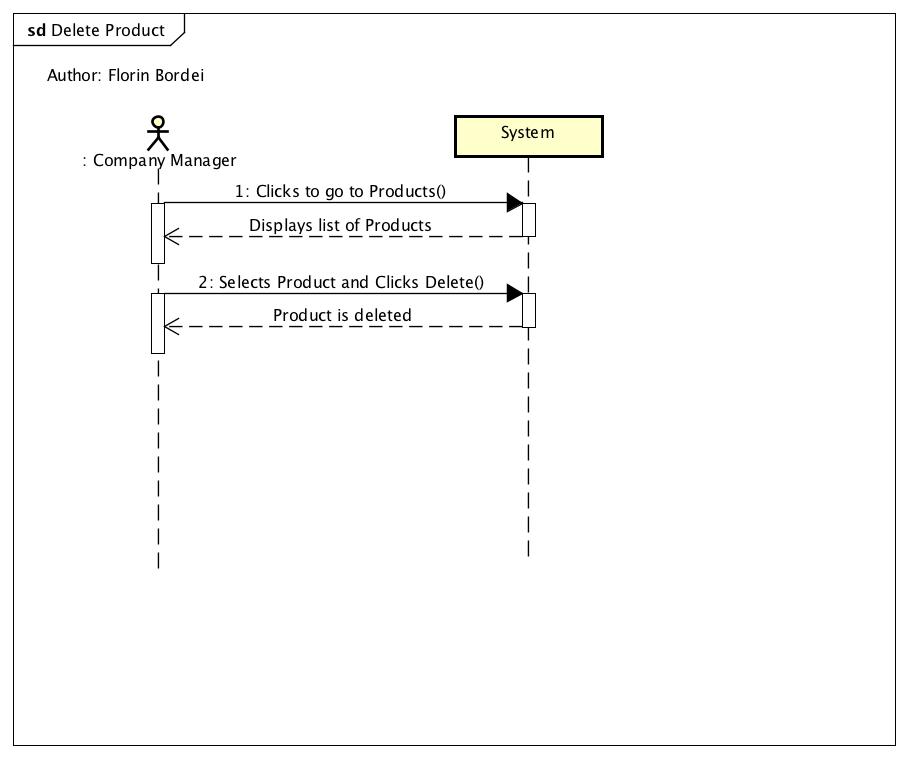 sd Delete Product
Author: Florin Bordei
: Company Manager
System
1: Clicks to go to Products()
Displays list of Products
2: Selects Product and Clicks Delete()
Product is deleted